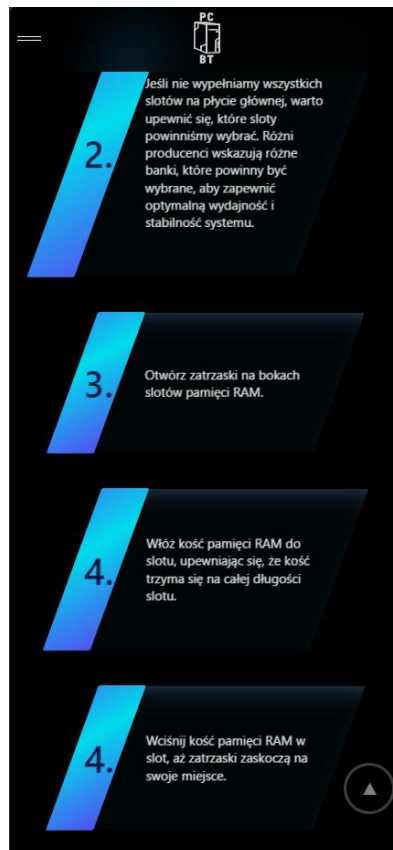 PC
BT
2.
Jeśli nie wypełniamy wszystkich
slotów na płycie głównej, warto
upewnić się, które sloty
powinniśmy wybrać. Różni
producenci wskazują różne
banki, które powinny być
wybrane, aby zapewnić
optymalną wydajność i
stabilność systemu.
3.
Otwórz zatrzaski na bokach
slotów pamięci RAM.
4.
Włóż kość pamięci RAM do
slotu, upewniając się, że kość
trzyma się na całej długości
slotu.
4.
Wciśnij kość pamięci RAM w
slot, aż zatrzaski zaskoczą na
swoje miejsce.